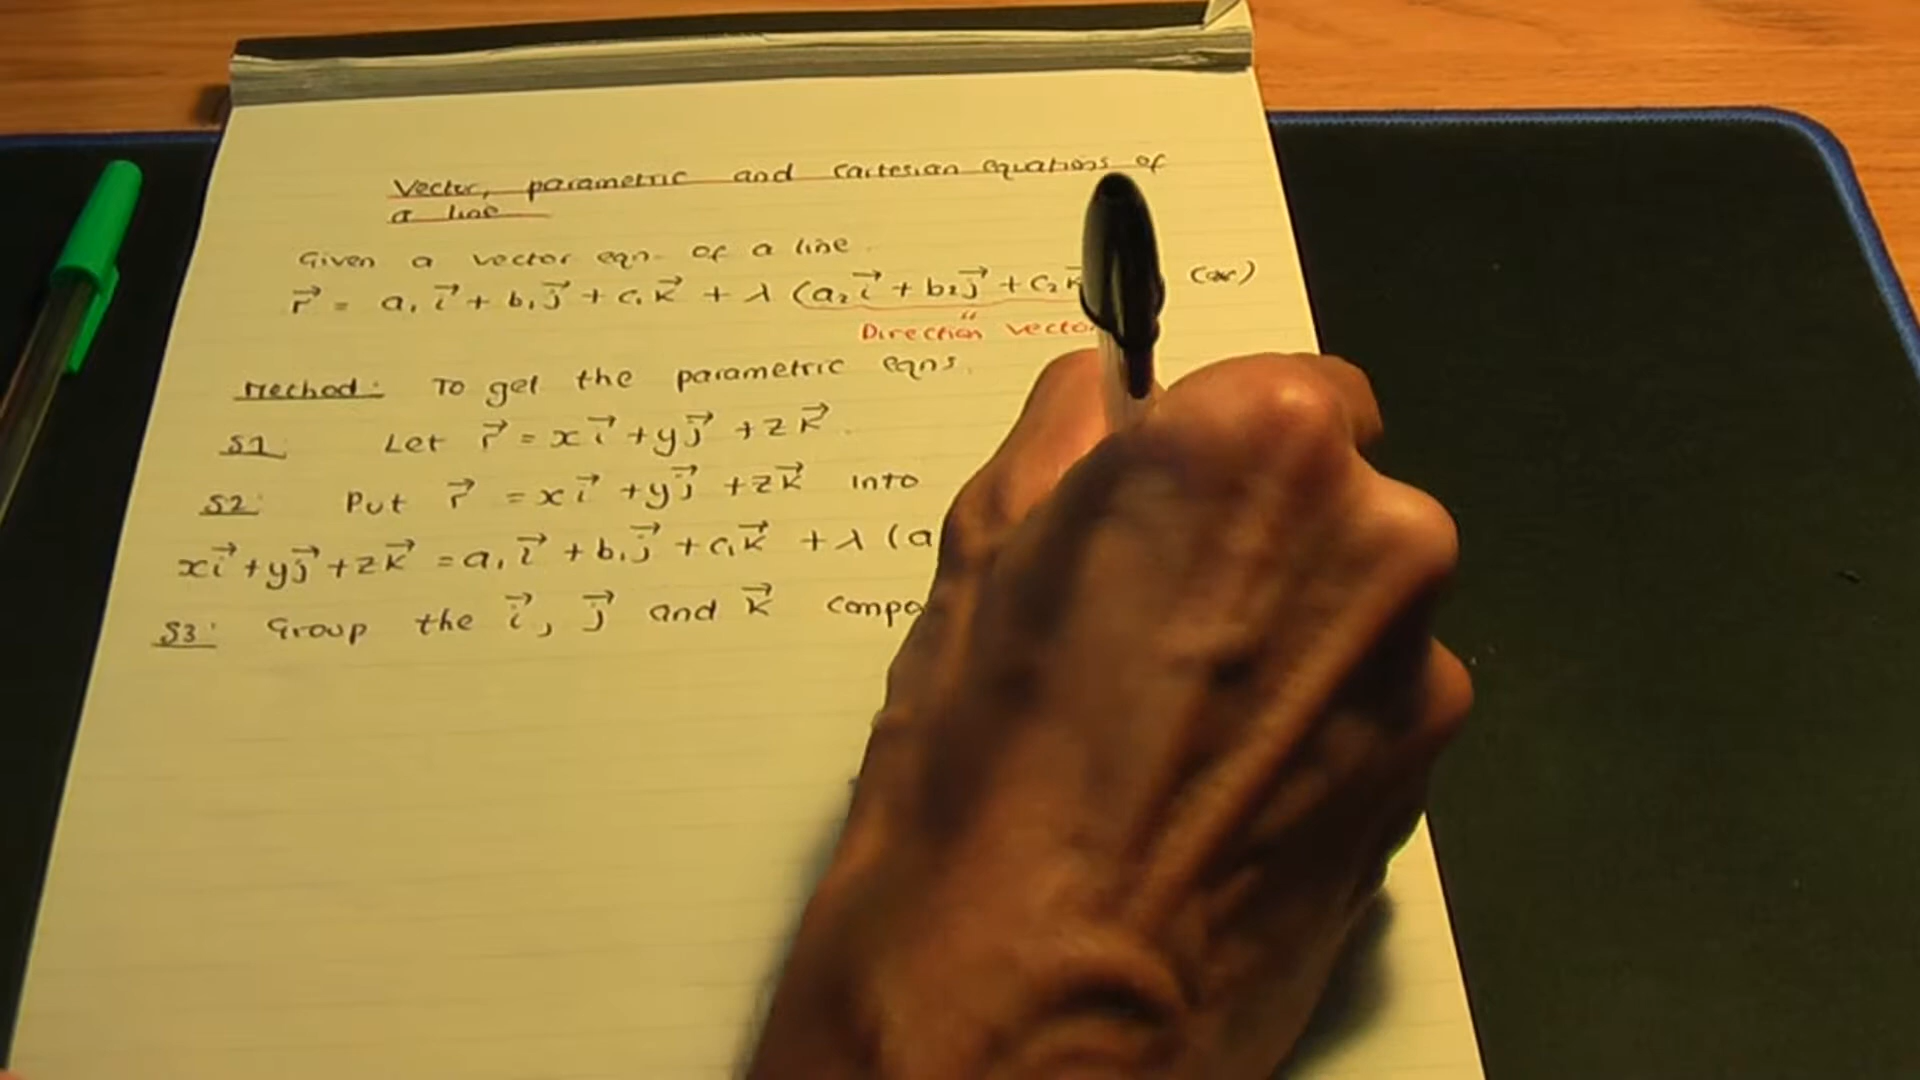 Vector, parametric and Cartesian equations of
a line
Given a vector eqn. of a line.
r⃗ = a₁i⃗ + b₁j⃗ + c₁k⃗ + λ (a₂i⃗ + b₂j⃗ + c₂k⃗
Direction vecto
Method: To get the parametric eqns.
S1: Let r⃗ = xi⃗ + yj⃗ + zk⃗.
S2: Put r⃗ = xi⃗ + yj⃗ + zk⃗ into
xi⃗ + yj⃗ + zk⃗ = a₁i⃗ + b₁j⃗ + c₁k⃗ + λ (a
S3: Group the i⃗, j⃗ and k⃗ compo